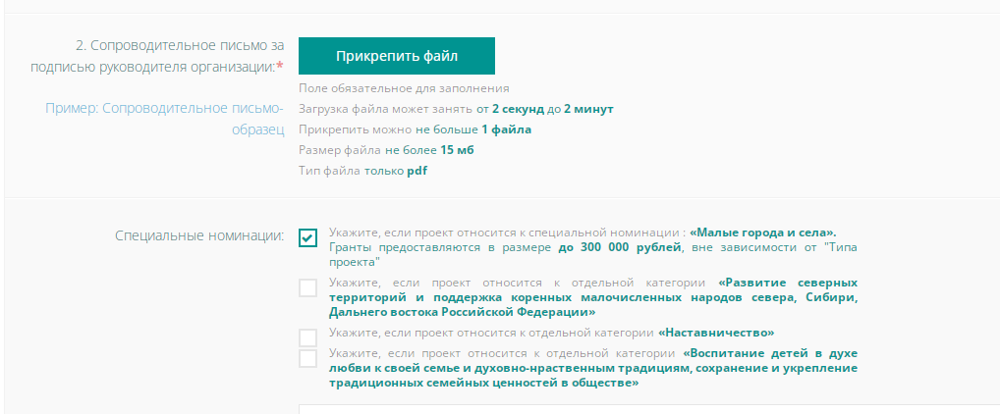 2. Сопроводительное письмо за
подписью руководителя организации:*
Пример: Сопроводительное письмо-
образец
Прикрепить файл
Поле обязательное для заполнения
Загрузка файла может занять от 2 секунд до 2 минут
Прикрепить можно не больше 1 файла
Размер файла не более 15 мб
Тип файла только pdf
Специальные номинации:
Укажите, если проект относится к специальной номинации : «Малые города и села».
Гранты предоставляются в размере до 300 000 рублей, вне зависимости от "Типа
проекта"
Укажите, если проект относится к отдельной категории «Развитие северных
территорий и поддержка коренных малочисленных народов севера, Сибири,
Дальнего востока Российской Федерации»
Укажите, если проект относится к отдельной категории «Наставничество»
Укажите, если проект относится к отдельной категории «Воспитание детей в духе
любви к своей семье и духовно-нраственным традициям, сохранение и укрепление
традиционных семейных ценностей в обществе»